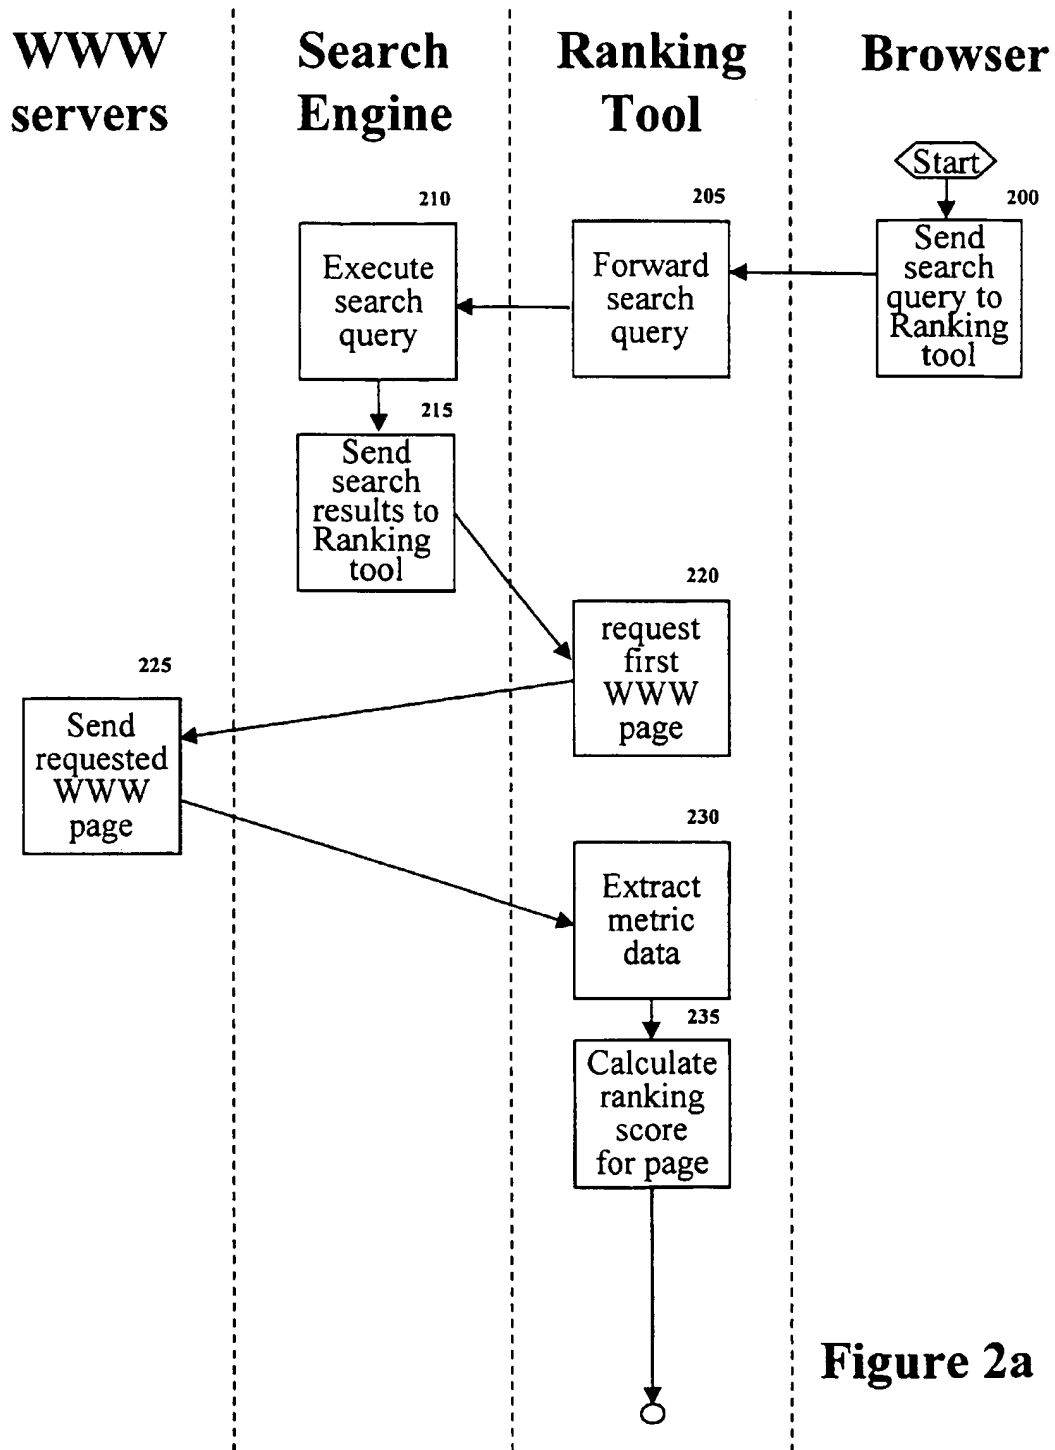 WWW
servers
Search
Engine
Ranking
Tool
Browser
Start
200
Send
search
query to
Ranking
tool
205
Forward
search
query
210
Execute
search
query
215
Send
search
results to
Ranking
tool
220
request
first
WWW
page
225
Send
requested
WWW
page
230
Extract
metric
data
235
Calculate
ranking
score
for page
Figure 2a